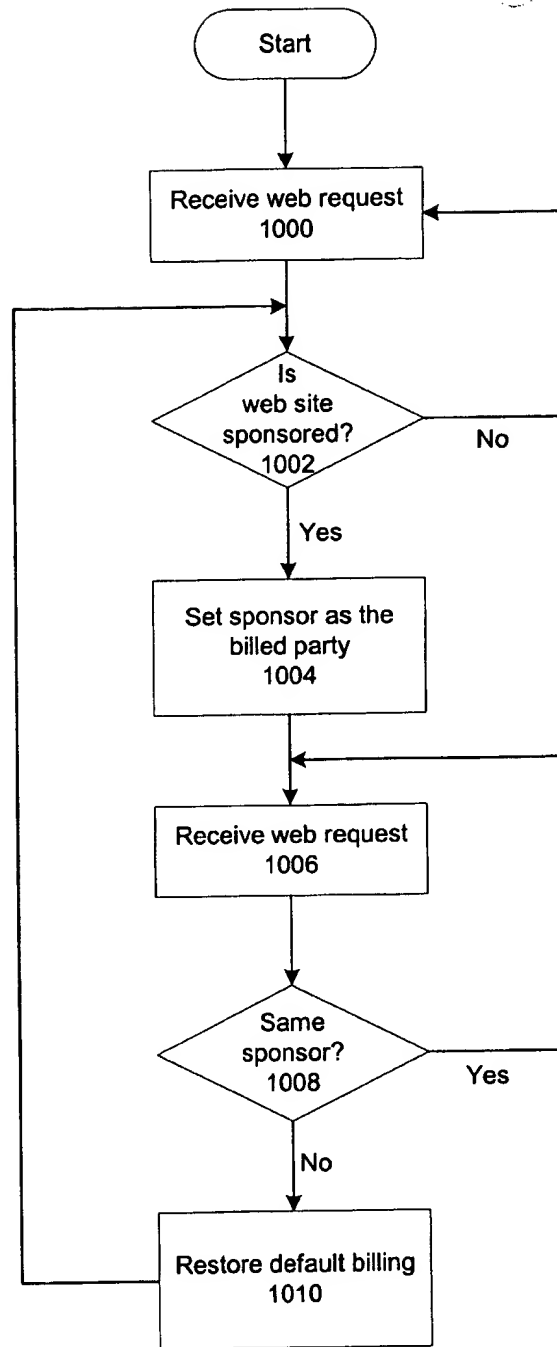 Start
Receive web request
1000
Is
web site
sponsored?
1002
No
Yes
Set sponsor as the
billed party
1004
Receive web request
1006
Same
sponsor?
1008
Yes
No
Restore default billing
1010